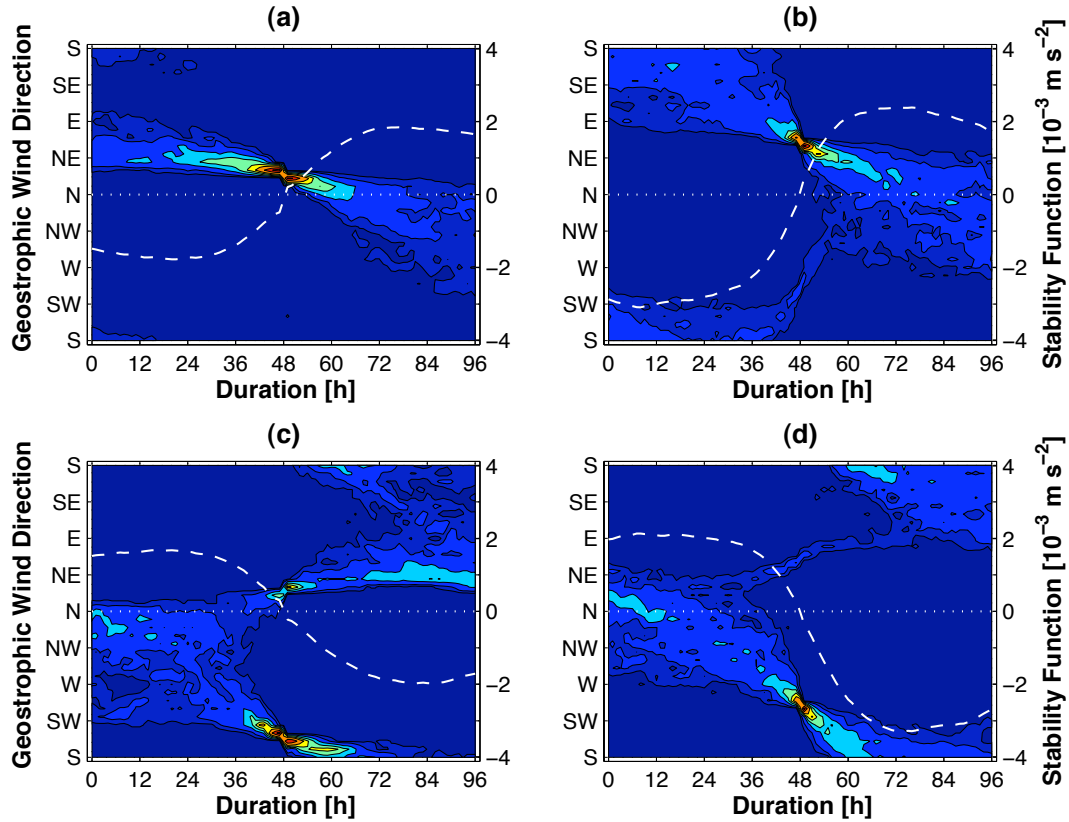 (a)
(b)
Geostrophic Wind Direction
S
SE
E
NE
N
NW
W
SW
S
4
2
0
−2
−4
0 12 24 36 48 60 72 84 96
Duration [h]
S
SE
E
NE
N
NW
W
SW
S
4
2
0
−2
−4
0 12 24 36 48 60 72 84 96
Duration [h]
Stability Function [10⁻³ m s⁻²]
(c)
(d)
Geostrophic Wind Direction
S
SE
E
NE
N
NW
W
SW
S
4
2
0
−2
−4
0 12 24 36 48 60 72 84 96
Duration [h]
S
SE
E
NE
N
NW
W
SW
S
4
2
0
−2
−4
0 12 24 36 48 60 72 84 96
Duration [h]
Stability Function [10⁻³ m s⁻²]